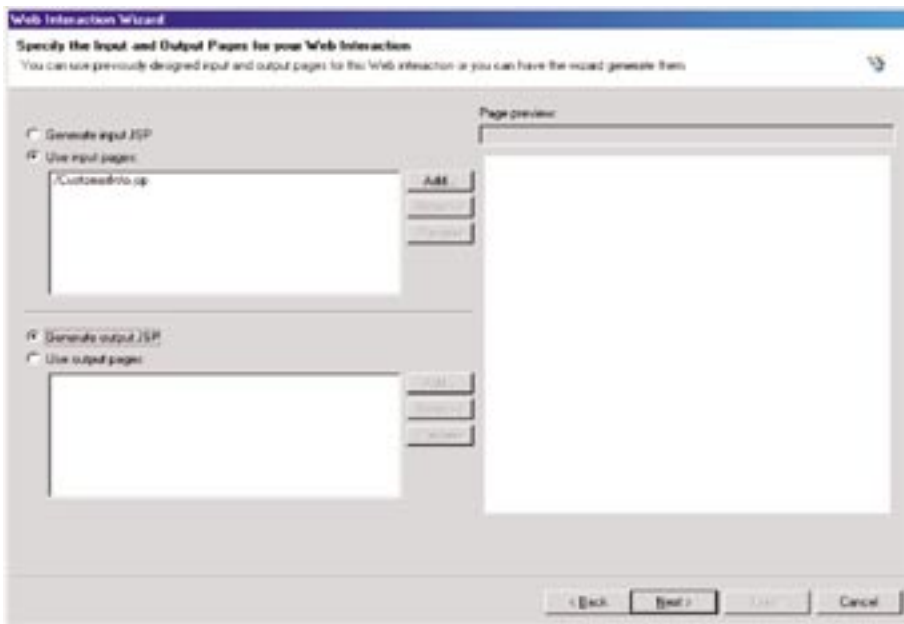 Web Interaction Wizard
Specify the Input and Output Pages for your Web Interaction
You can use previously designed input and output pages for this Web interaction or you can have the wizard generate them.
Page preview:
Generate input JSP
Use input pages:
Add...
Generate output JSP
Use output pages:
Add...
< Back
Next >
Cancel